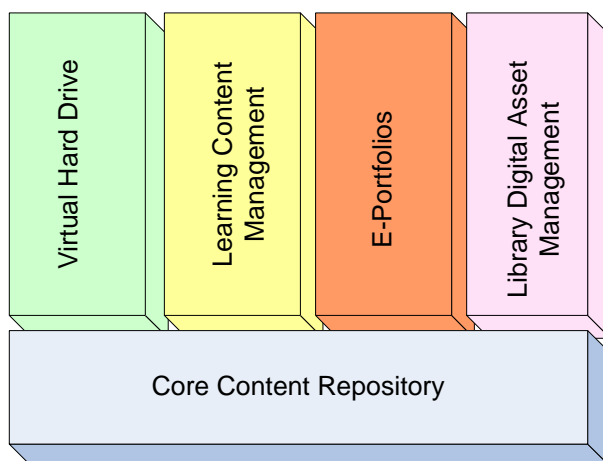 Virtual Hard Drive
Learning Content
Management
E-Portfolios
Library Digital Asset
Management
Core Content Repository